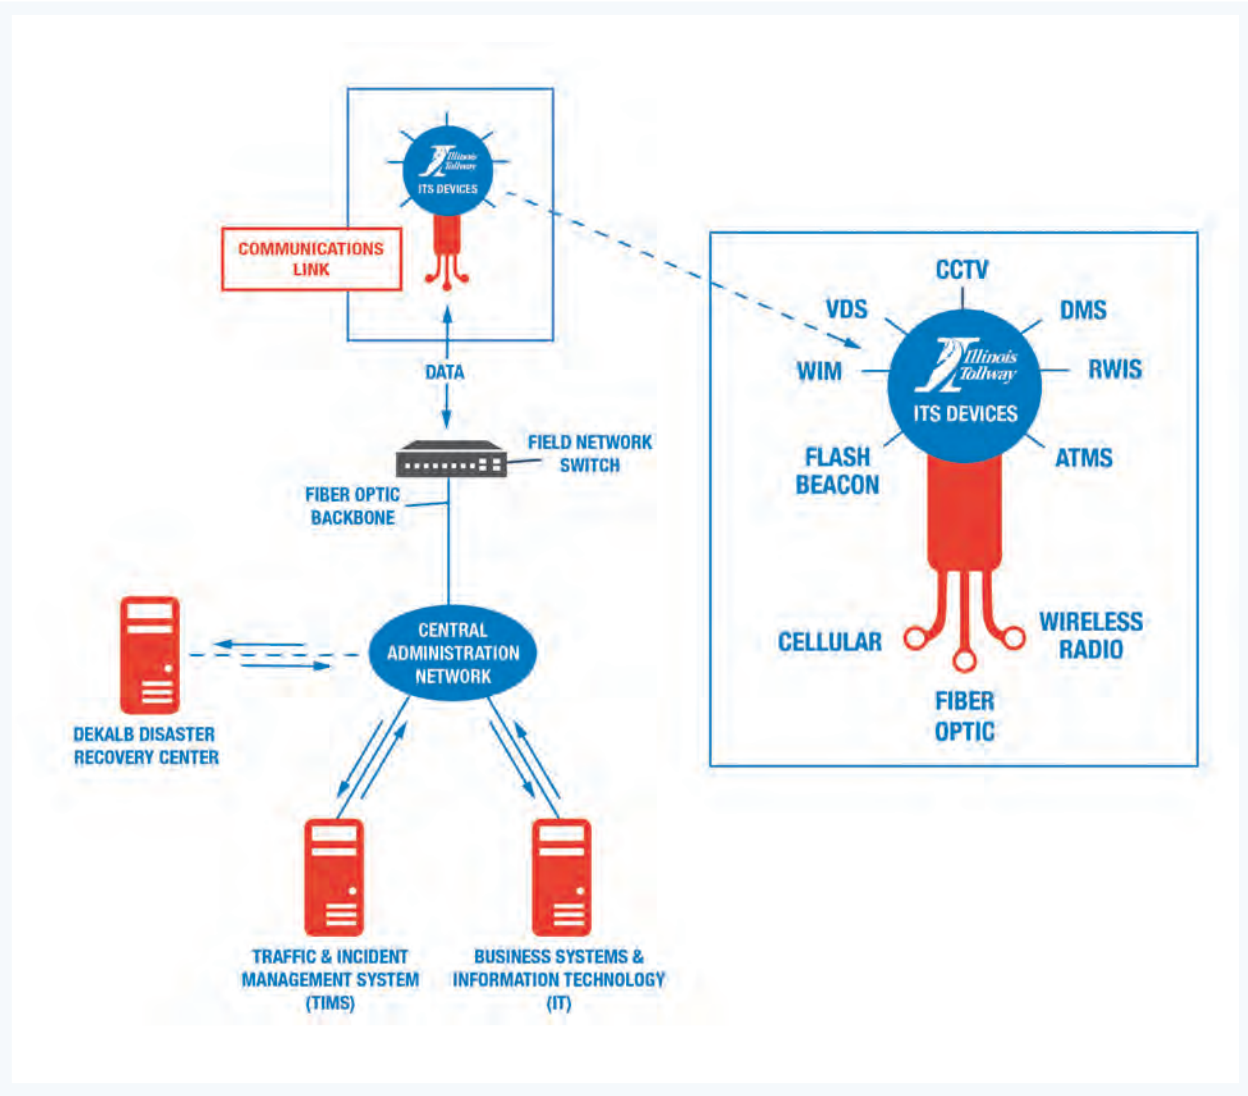 Illinois
Tollway
ITS DEVICES
COMMUNICATIONS
LINK
DATA
FIELD NETWORK
SWITCH
FIBER OPTIC
BACKBONE
CENTRAL
ADMINISTRATION
NETWORK
DEKALB DISASTER
RECOVERY CENTER
TRAFFIC & INCIDENT
MANAGEMENT SYSTEM
(TIMS)
BUSINESS SYSTEMS &
INFORMATION TECHNOLOGY
(IT)
CCTV
VDS
DMS
WIM
Illinois
Tollway
RWIS
ITS DEVICES
FLASH
BEACON
ATMS
CELLULAR
WIRELESS
RADIO
FIBER
OPTIC